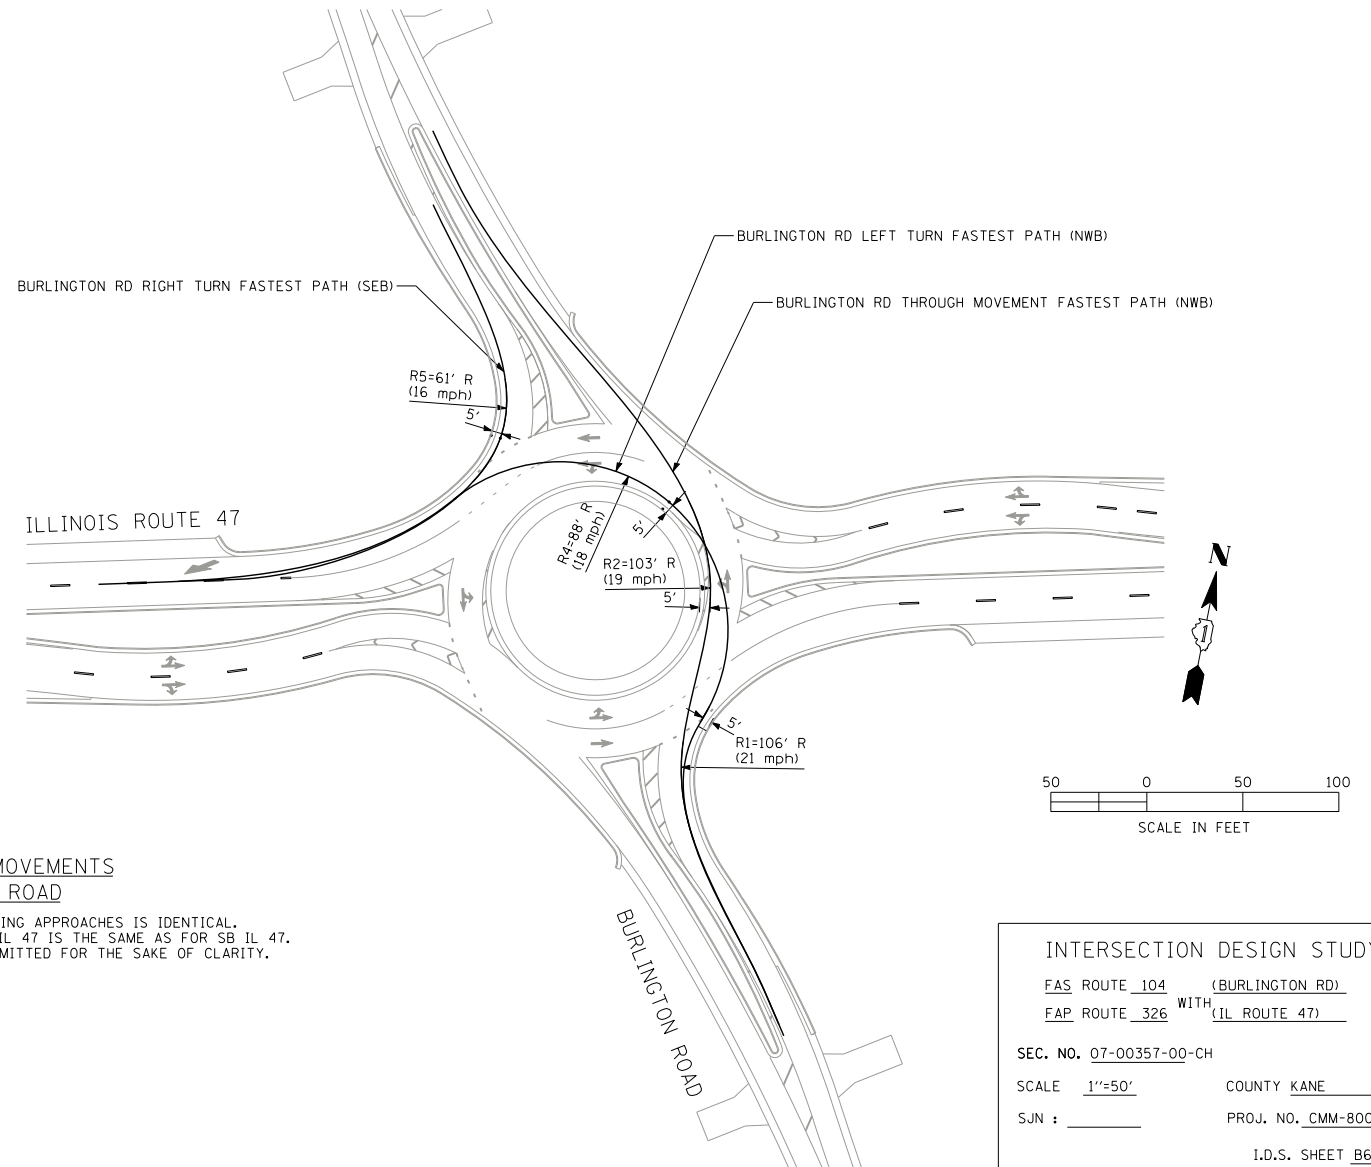 BURLINGTON RD LEFT TURN FASTEST PATH (NWB)
BURLINGTON RD RIGHT TURN FASTEST PATH (SEB)
BURLINGTON RD THROUGH MOVEMENT FASTEST PATH (NWB)
R5=61' R
(16 mph)
5'
ILLINOIS ROUTE 47
R4=88' R
(18 mph)
5'
R2=103' R
(19 mph)
5'
N
1
5'
R1=106' R
(21 mph)
50 0 50 100
SCALE IN FEET
MOVEMENTS
ROAD
ING APPROACHES IS IDENTICAL.
IL 47 IS THE SAME AS FOR SB IL 47.
MITTED FOR THE SAKE OF CLARITY.
BURLINGTON ROAD
INTERSECTION DESIGN STUDY
FAS ROUTE 104 (BURLINGTON RD)
WITH
FAP ROUTE 326 (IL ROUTE 47)
SEC. NO. 07-00357-00-CH
SCALE 1''=50' COUNTY KANE
SJN : PROJ. NO. CMM-800
I.D.S. SHEET B6